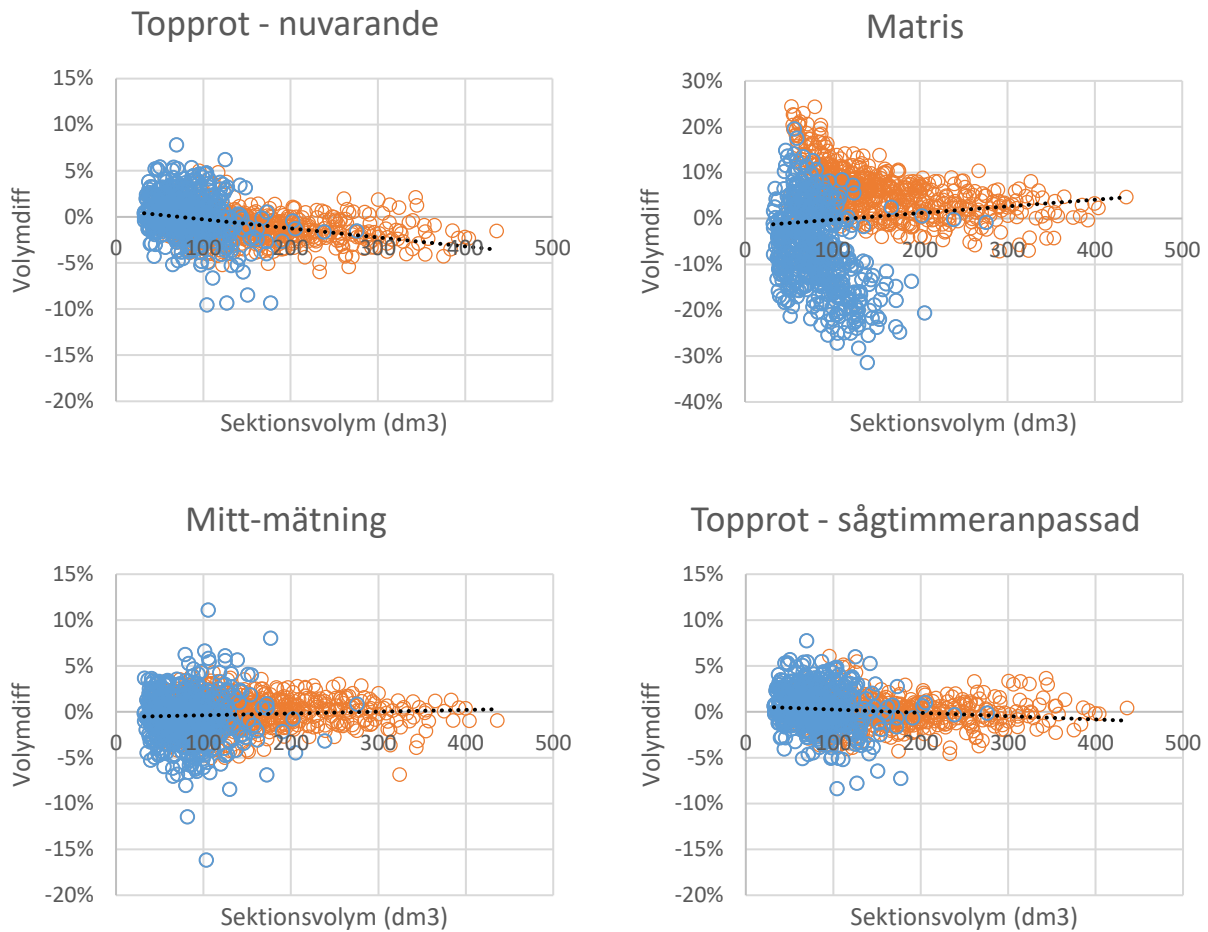 Topprot - nuvarande
15%
10%
5%
0%
-5%
-10%
-15%
-20%
0 100 200 300 400 500
Volymdiff
Sektionsvolym (dm3)
Matris
30%
20%
10%
0%
-10%
-20%
-30%
-40%
0 100 200 300 400 500
Volymdiff
Sektionsvolym (dm3)
Mitt-mätning
15%
10%
5%
0%
-5%
-10%
-15%
-20%
0 100 200 300 400 500
Volymdiff
Sektionsvolym (dm3)
Topprot - sågtimmeranpassad
15%
10%
5%
0%
-5%
-10%
-15%
-20%
0 100 200 300 400 500
Volymdiff
Sektionsvolym (dm3)